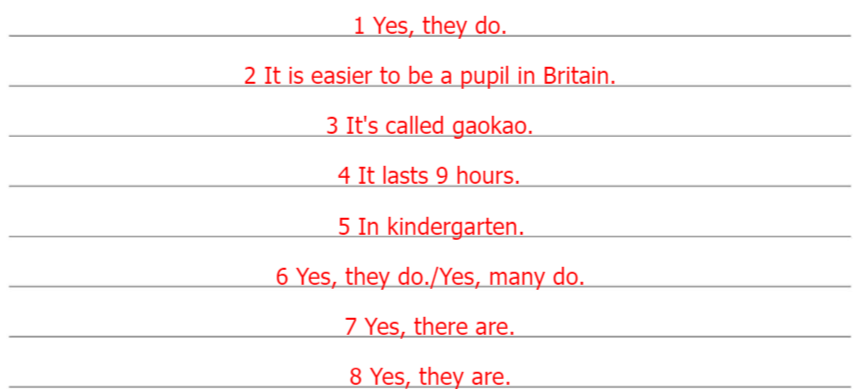 1 Yes, they do.
2 It is easier to be a pupil in Britain.
3 It's called gaokao.
4 It lasts 9 hours.
5 In kindergarten.
6 Yes, they do./Yes, many do.
7 Yes, there are.
8 Yes, they are.